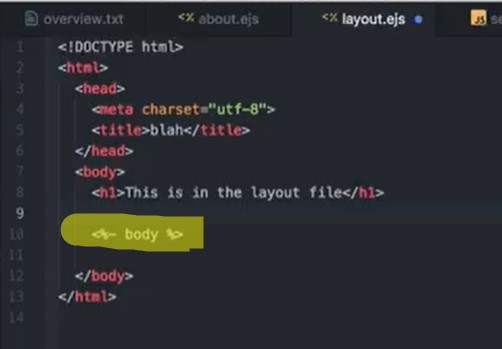 overview.txt
about.ejs
layout.ejs
JS
1 <!DOCTYPE html>
2 <html>
3 <head>
4 <meta charset="utf-8">
5 <title>blah</title>
6 </head>
7 <body>
8 <h1>This is in the layout file</h1>
9
10 <%- body %>
11
12 </body>
13 </html>
14